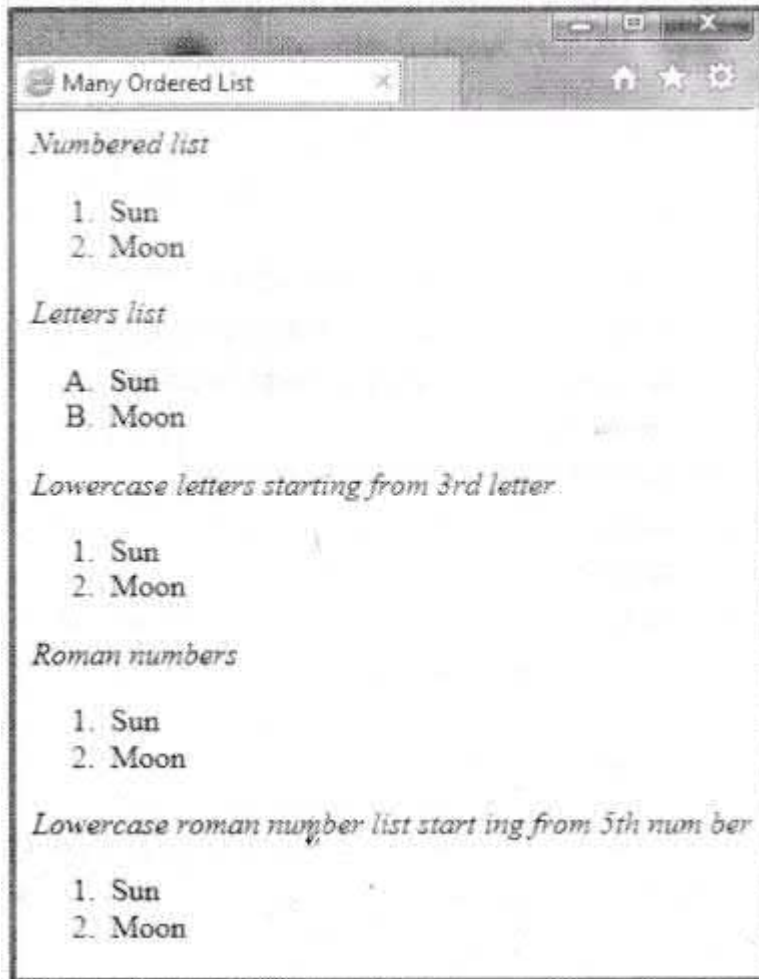 Many Ordered List
Numbered list
1. Sun
2. Moon
Letters list
A. Sun
B. Moon
Lowercase letters starting from 3rd letter
1. Sun
2. Moon
Roman numbers
1. Sun
2. Moon
Lowercase roman number list start ing from 5th num ber
1. Sun
2. Moon